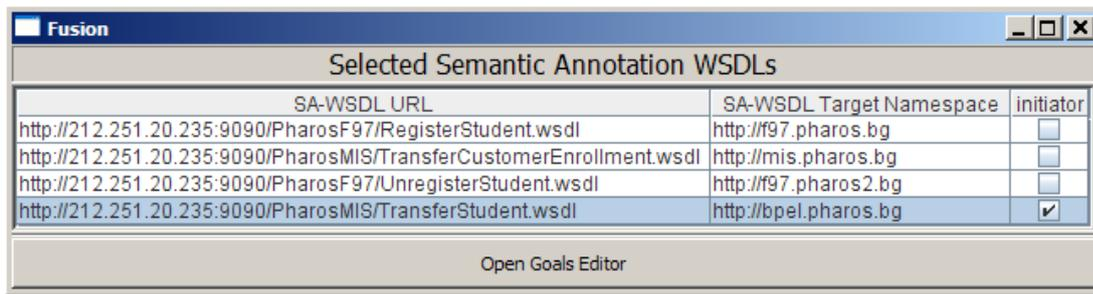 Fusion
Selected Semantic Annotation WSDLs
SA-WSDL URL SA-WSDL Target Namespace initiator
http://212.251.20.235:9090/PharosF97/RegisterStudent.wsdl http://f97.pharos.bg
http://212.251.20.235:9090/PharosMIS/TransferCustomerEnrollment.wsdl http://mis.pharos.bg
http://212.251.20.235:9090/PharosF97/UnregisterStudent.wsdl http://f97.pharos2.bg
http://212.251.20.235:9090/PharosMIS/TransferStudent.wsdl http://bpel.pharos.bg
Open Goals Editor